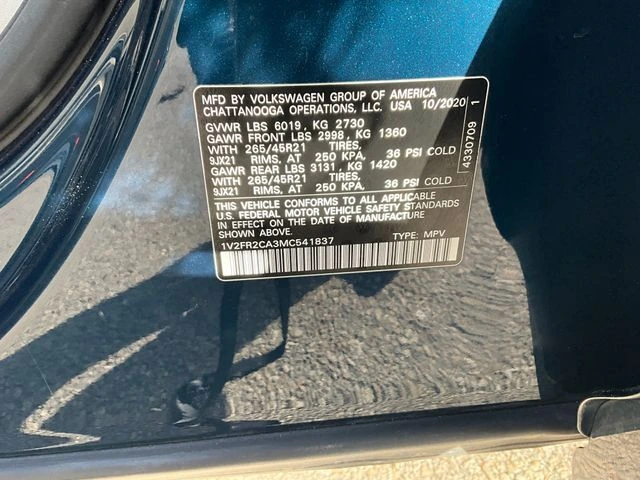 MFD BY VOLKSWAGEN GROUP OF AMERICA
CHATTANOOGA OPERATIONS, LLC. USA 10/2020
GVWR LBS 6019, KG 2730
GAWR FRONT LBS 2998, KG 1360
WITH 265/45R21 TIRES,
9JX21 RIMS, AT 250 KPA, 36 PSI COLD
GAWR REAR LBS 3131, KG 1420
WITH 265/45R21 TIRES,
9JX21 RIMS, AT 250 KPA, 36 PSI COLD
THIS VEHICLE CONFORMS TO ALL APPLICABLE
U.S. FEDERAL MOTOR VEHICLE SAFETY STANDARDS
IN EFFECT ON THE DATE OF MANUFACTURE
SHOWN ABOVE
1V2FR2CA3MC541837 TYPE: MPV
4330709 1